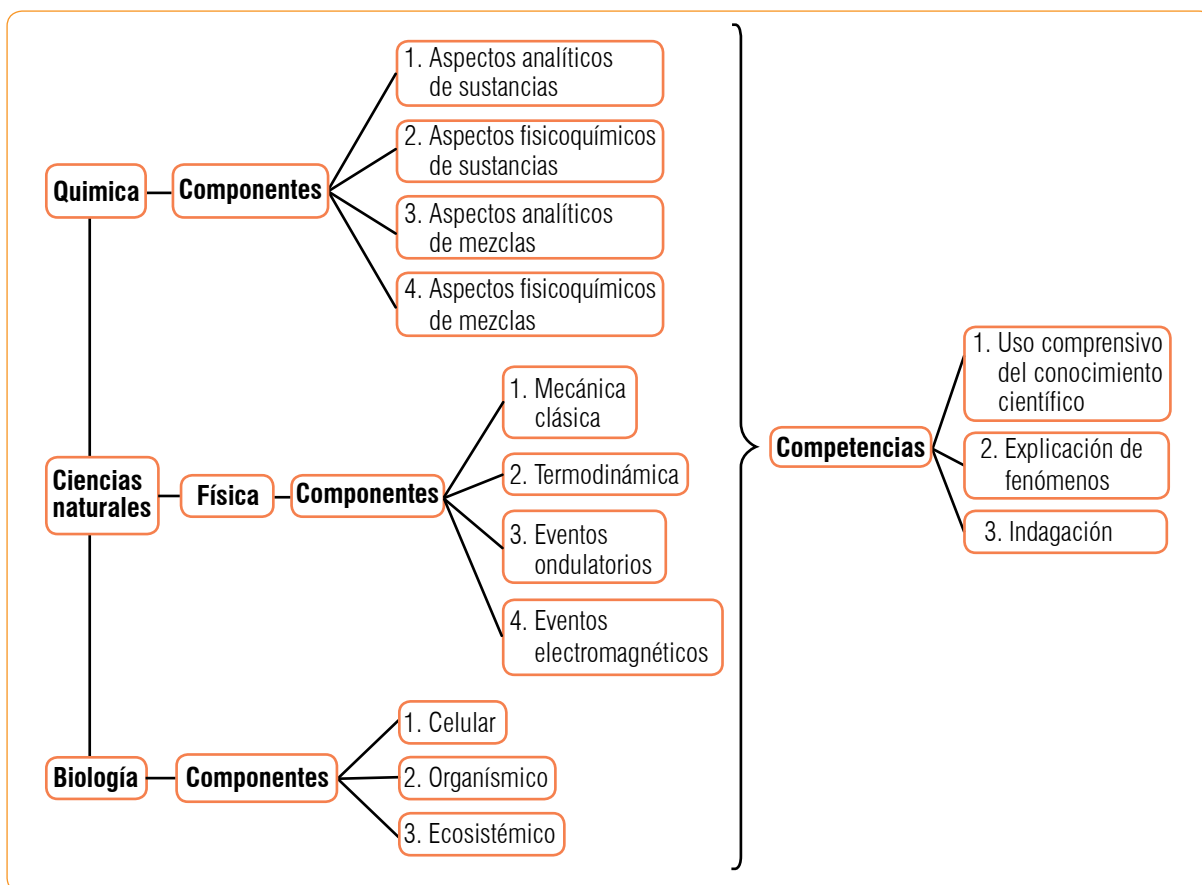 Quimica
Componentes
1. Aspectos analíticos
de sustancias
2. Aspectos fisicoquímicos
de sustancias
3. Aspectos analíticos
de mezclas
4. Aspectos fisicoquímicos
de mezclas
Ciencias
naturales
Física
Componentes
1. Mecánica
clásica
2. Termodinámica
3. Eventos
ondulatorios
4. Eventos
electromagnéticos
Biología
Componentes
1. Celular
2. Organísmico
3. Ecosistémico
Competencias
1. Uso comprensivo
del conocimiento
científico
2. Explicación de
fenómenos
3. Indagación